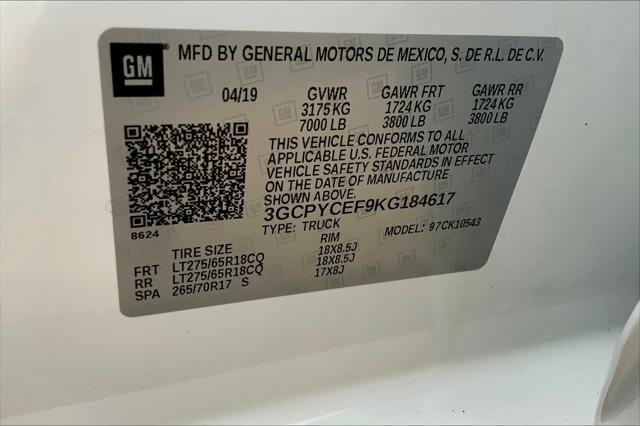 GM
MFD BY GENERAL MOTORS DE MEXICO, S. DE R.L. DE C.V.
04/19 GVWR GAWR FRT GAWR RR
3175 KG 1724 KG 1724 KG
7000 LB 3800 LB 3800 LB
THIS VEHICLE CONFORMS TO ALL
APPLICABLE U.S. FEDERAL MOTOR
VEHICLE SAFETY STANDARDS IN EFFECT
ON THE DATE OF MANUFACTURE
SHOWN ABOVE.
3GCPYCEF9KG184617
8624
TYPE: TRUCK MODEL: 97CK10543
TIRE SIZE RIM
FRT LT275/65R18CQ 18X8.5J
RR LT275/65R18CQ 18X8.5J
SPA 265/70R17 S 17X8J